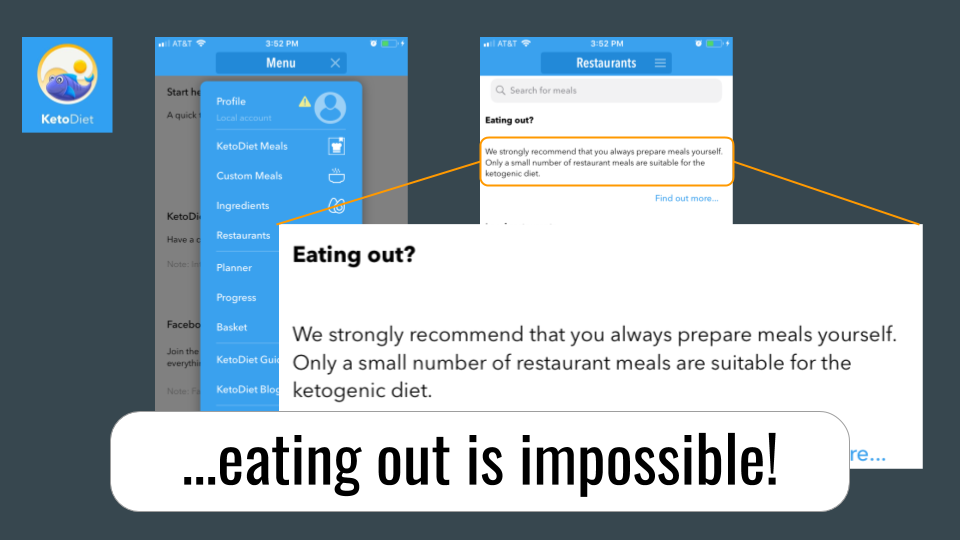 KetoDiet
AT&T 3:52 PM
Menu
Start he
A quick t
Profile
Local account
KetoDiet Meals
Custom Meals
Ingredients
KetoDi
Restaurants
Have a c
Planner
Progress
Facebo
Basket
Join the
everythi
KetoDiet Guid
KetoDiet Blog
AT&T 3:52 PM
Restaurants
Search for meals
Eating out?
We strongly recommend that you always prepare meals yourself.
Only a small number of restaurant meals are suitable for the
ketogenic diet.
Find out more...
Eating out?
We strongly recommend that you always prepare meals yourself.
Only a small number of restaurant meals are suitable for the
ketogenic diet.
re...
...eating out is impossible!